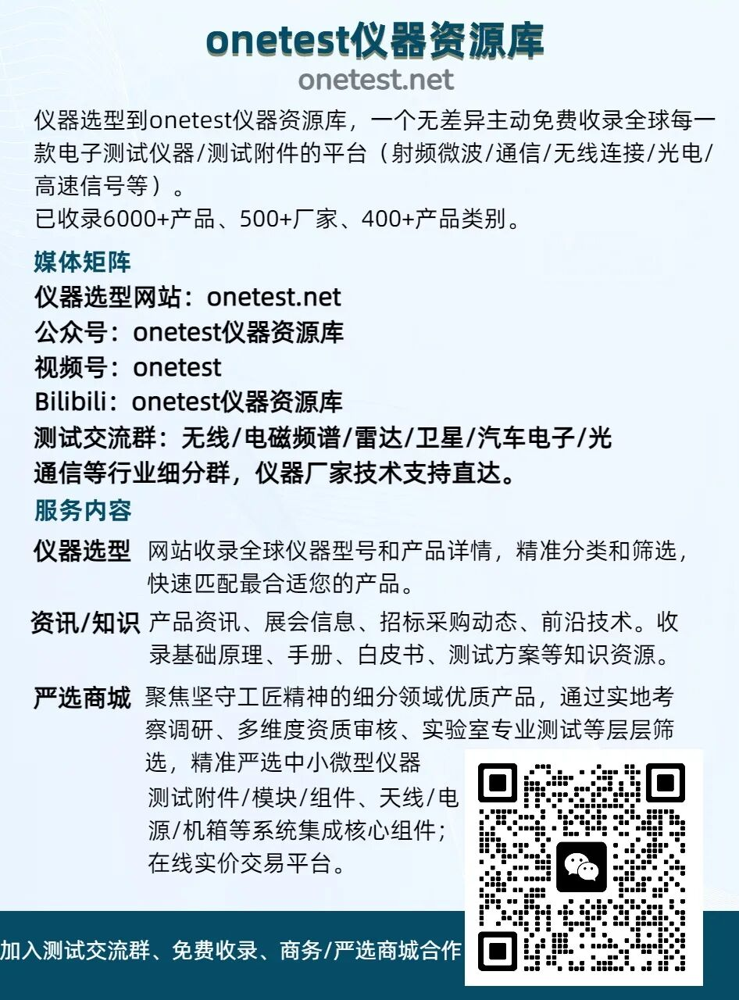 onetest仪器资源库
onetest.net
仪器选型到onetest仪器资源库，一个无差异主动免费收录全球每一
款电子测试仪器/测试附件的平台（射频微波/通信/无线连接/光电/
高速信号等）。
已收录6000+产品、500+厂家、400+产品类别。
媒体矩阵
仪器选型网站：onetest.net
公众号：onetest仪器资源库
视频号：onetest
Bilibili：onetest仪器资源库
测试交流群：无线/电磁频谱/雷达/卫星/汽车电子/光
通信等行业细分群，仪器厂家技术支持直达。
服务内容
仪器选型 网站收录全球仪器型号和产品详情，精准分类和筛选，
快速匹配最合适您的产品。
资讯/知识 产品资讯、展会信息、招标采购动态、前沿技术。收
录基础原理、手册、白皮书、测试方案等知识资源。
严选商城 聚焦坚守工匠精神的细分领域优质产品，通过实地考
察调研、多维度资质审核、实验室专业测试等层层筛
选，精准严选中小微型仪器
测试附件/模块/组件、天线/电
源/机箱等系统集成核心组件；
在线实价交易平台。
加入测试交流群、免费收录、商务/严选商城合作